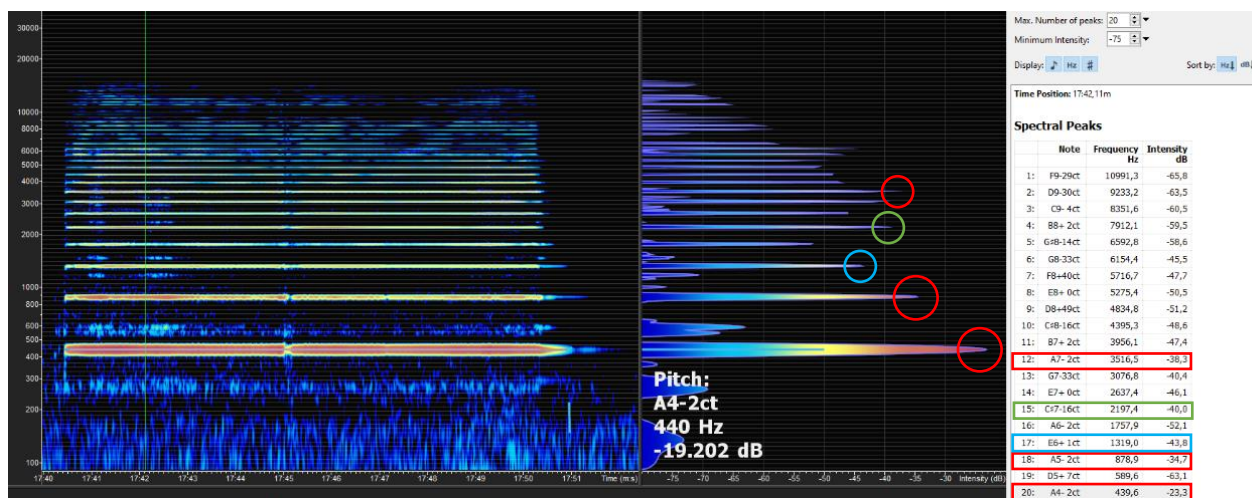 Max. Number of peaks: 20
Minimum Intensity: -75
Display: Hz # Sort by: Hz dB
Time Position: 17:42,11m
Spectral Peaks
Note Frequency Hz Intensity dB
1: F9-29ct 10991,3 -65,8
2: D9-30ct 9233,2 -63,5
3: C9- 4ct 8351,6 -60,5
4: B8+ 2ct 7912,1 -59,5
5: G#8-14ct 6592,8 -58,6
6: G8-33ct 6154,4 -45,5
7: F8+40ct 5716,7 -47,7
8: E8+ 0ct 5275,4 -50,5
9: D8+49ct 4834,8 -51,2
10: C#8-16ct 4395,3 -48,6
11: B7+ 2ct 3956,1 -47,4
12: A7- 2ct 3516,5 -38,3
13: G7-33ct 3076,8 -40,4
14: E7+ 0ct 2637,4 -46,1
15: C#7-16ct 2197,4 -40,0
16: A6- 2ct 1757,9 -52,1
17: E6+ 1ct 1319,0 -43,8
18: A5- 2ct 878,9 -34,7
19: D5+ 7ct 589,6 -63,1
20: A4- 2ct 439,6 -23,3
30000
20000
10000
8000
6000
5000
4000
3000
2000
1000
800
600
500
400
300
200
100
17:40 17:41 17:42 17:43 17:44 17:45 17:46 17:47 17:48 17:49 17:50 17:51 Time (m:s)
Pitch:
A4-2ct
440 Hz
-19.202 dB
-75 -70 -65 -60 -55 -50 -45 -40 -35 -30 Intensity (dB)